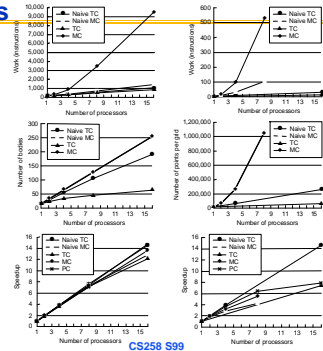 s
10,000
9,000
8,000
7,000
6,000
5,000
4,000
3,000
2,000
1,000
0
Work (instructions)
Naive TC
Naive MC
TC
MC
1 3 5 7 9 11 13 15
Number of processors
600
500
400
300
200
100
0
Work (instructions)
Naive TC
Naive MC
TC
MC
1 3 5 7 9 11 13 15
Number of processors
300
250
200
150
100
50
0
Number of bodies
Naive TC
Naive MC
TC
MC
1 4 8 12 16
Number of processors
1,200,000
1,000,000
800,000
600,000
400,000
200,000
0
Number of points per grid
Naive TC
Naive MC
TC
MC
1 3 5 7 9 11 13 15
Number of processors
16
14
12
10
8
6
4
2
0
Speedup
Naive TC
Naive MC
TC
MC
PC
1 3 5 7 9 11 13 15
Number of processors
16
14
12
10
8
6
4
2
0
Speedup
Naive TC
Naive MC
TC
MC
PC
1 3 5 7 9 11 13 15
Number of processors
CS258 S99